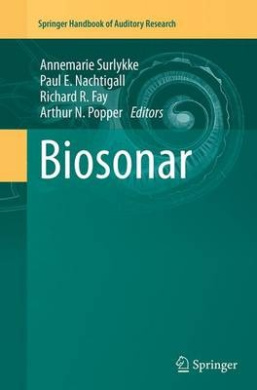 Springer Handbook of Auditory Research
Annemarie Surlykke
Paul E. Nachtigall
Richard R. Fay
Arthur N. Popper Editors
Biosonar
Springer